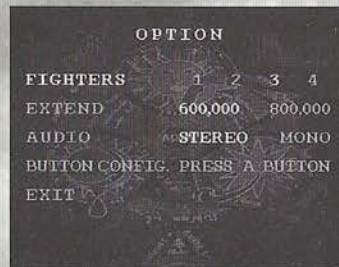 OPTION
FIGHTERS 1 2 3 4
EXTEND 600,000 800,000
AUDIO STEREO MONO
BUTTON CONFIG. PRESS A BUTTON
EXIT